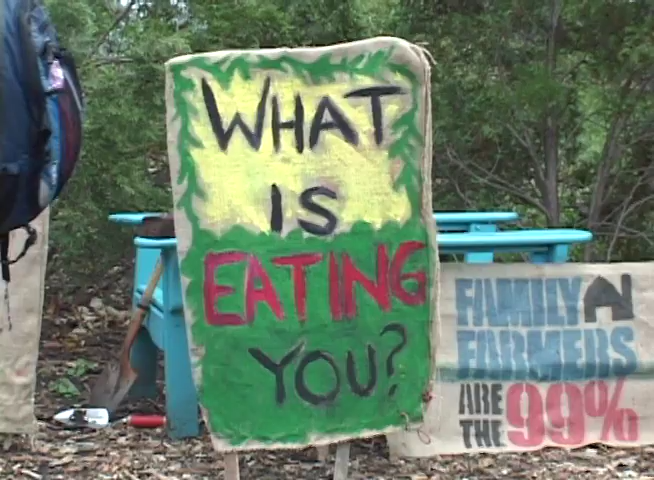 WHAT
IS
EATING
YOU?
FAMILY
FARMERS
ARE
THE
99%